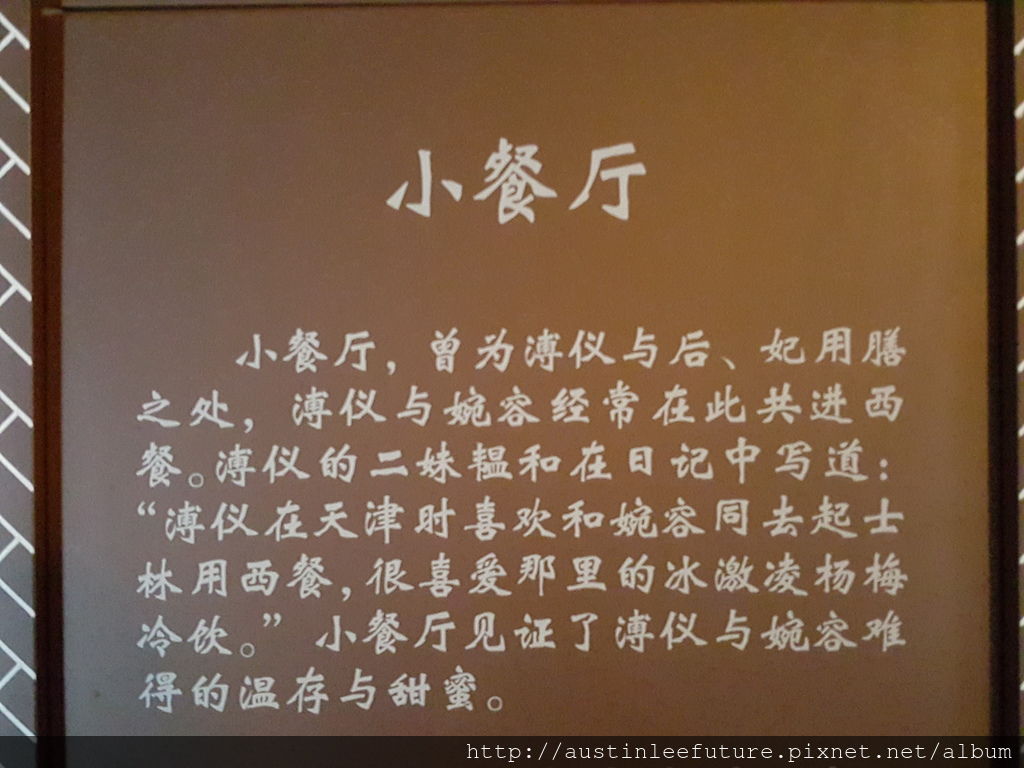 小餐厅
小餐厅，曾为溥仪与后、妃用膳
之处，溥仪与婉容经常在此共进西
餐。溥仪的二妹韫和在日记中写道：
“溥仪在天津时喜欢和婉容同去起士
林用西餐，很喜爱那里的冰激凌杨梅
冷饮。”小餐厅见证了溥仪与婉容难
得的温存与甜蜜。
http://austinleefuture.pixnet.net/album